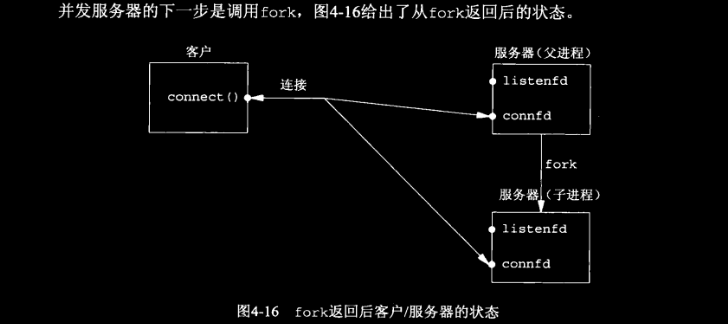 并发服务器的下一步是调用fork，图4-16给出了从fork返回后的状态。
客户
服务器（父进程）
connect()
连接
listenfd
connfd
fork
服务器（子进程）
listenfd
connfd
图4-16 fork返回后客户/服务器的状态